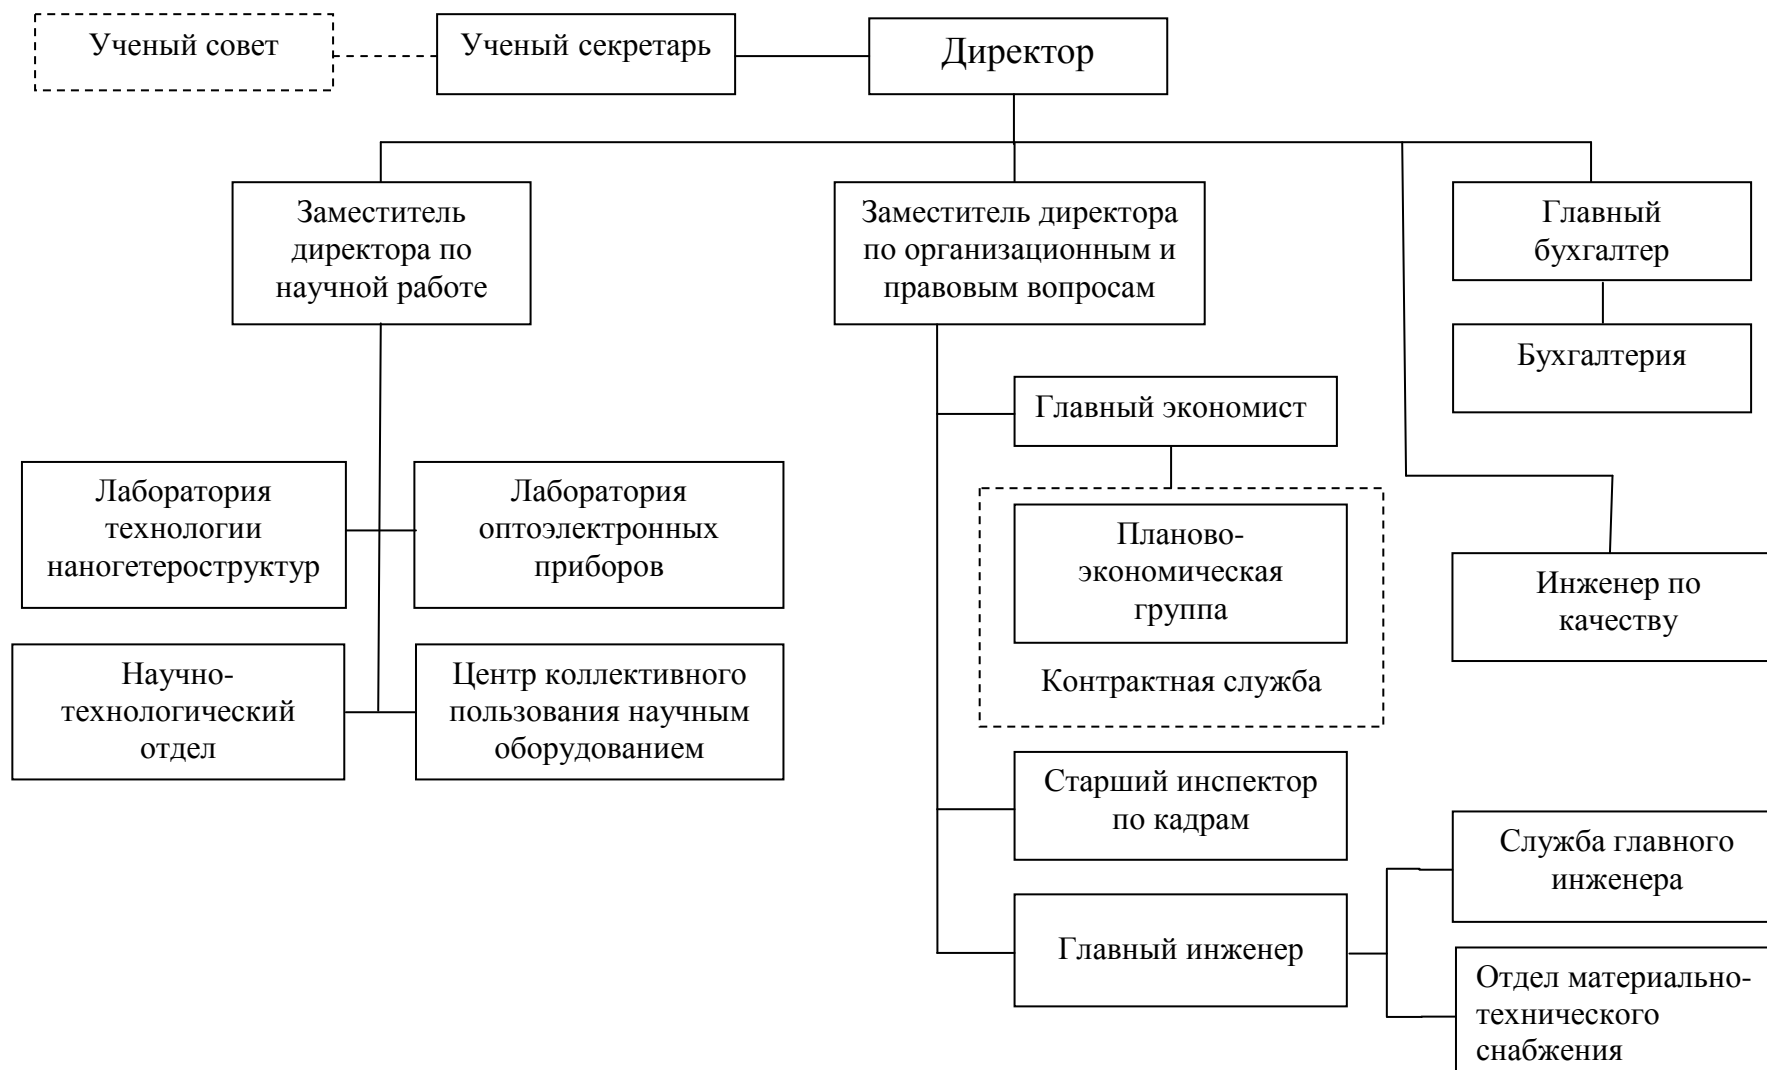 Ученый совет
Ученый секретарь
Директор
Заместитель
директора по
научной работе
Заместитель директора
по организационным и
правовым вопросам
Главный
бухгалтер
Бухгалтерия
Главный экономист
Лаборатория
технологии
наногетероструктур
Лаборатория
оптоэлектронных
приборов
Планово-
экономическая
группа
Контрактная служба
Инженер по
качеству
Научно-
технологический
отдел
Центр коллективного
пользования научным
оборудованием
Старший инспектор
по кадрам
Служба главного
инженера
Главный инженер
Отдел материально-
технического
снабжения